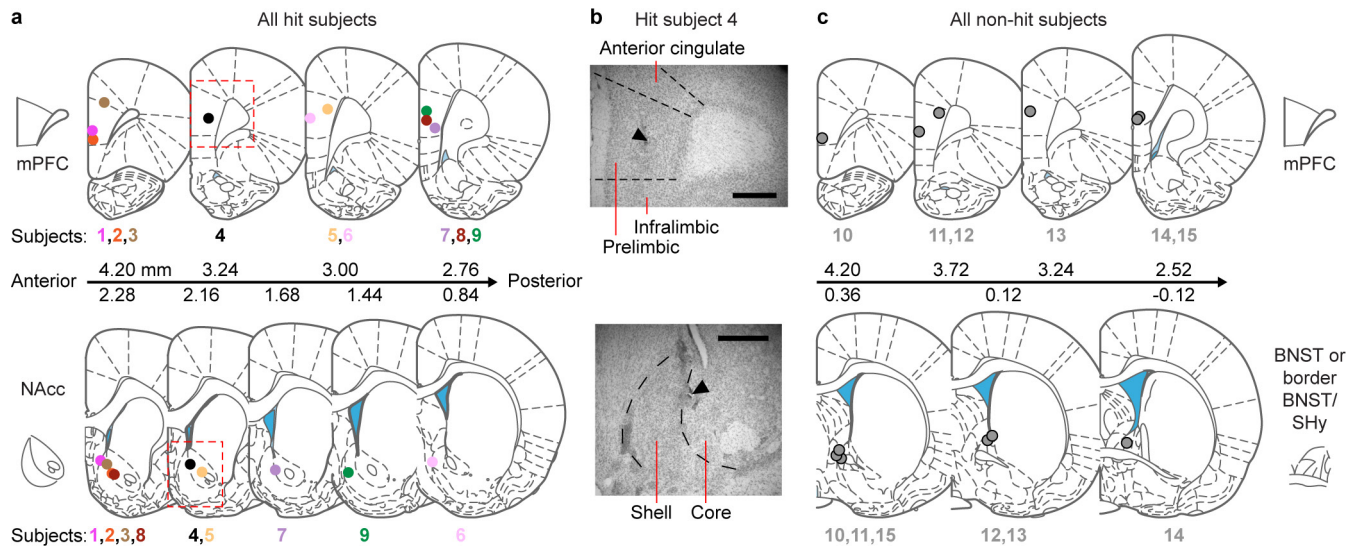 a All hit subjects
mPFC
Subjects: 1,2,3 4 5,6 7,8,9
Anterior 4.20 mm 3.24 3.00 2.76 Posterior
2.28 2.16 1.68 1.44 0.84
NAcc
Subjects: 1,2,3,8 4,5 7 9 6
b Hit subject 4
Anterior cingulate
Infralimbic
Prelimbic
Shell Core
c All non-hit subjects
mPFC
10 11,12 13 14,15
4.20 3.72 3.24 2.52
0.36 0.12 -0.12
BNST or
border
BNST/
SHy
10,11,15 12,13 14